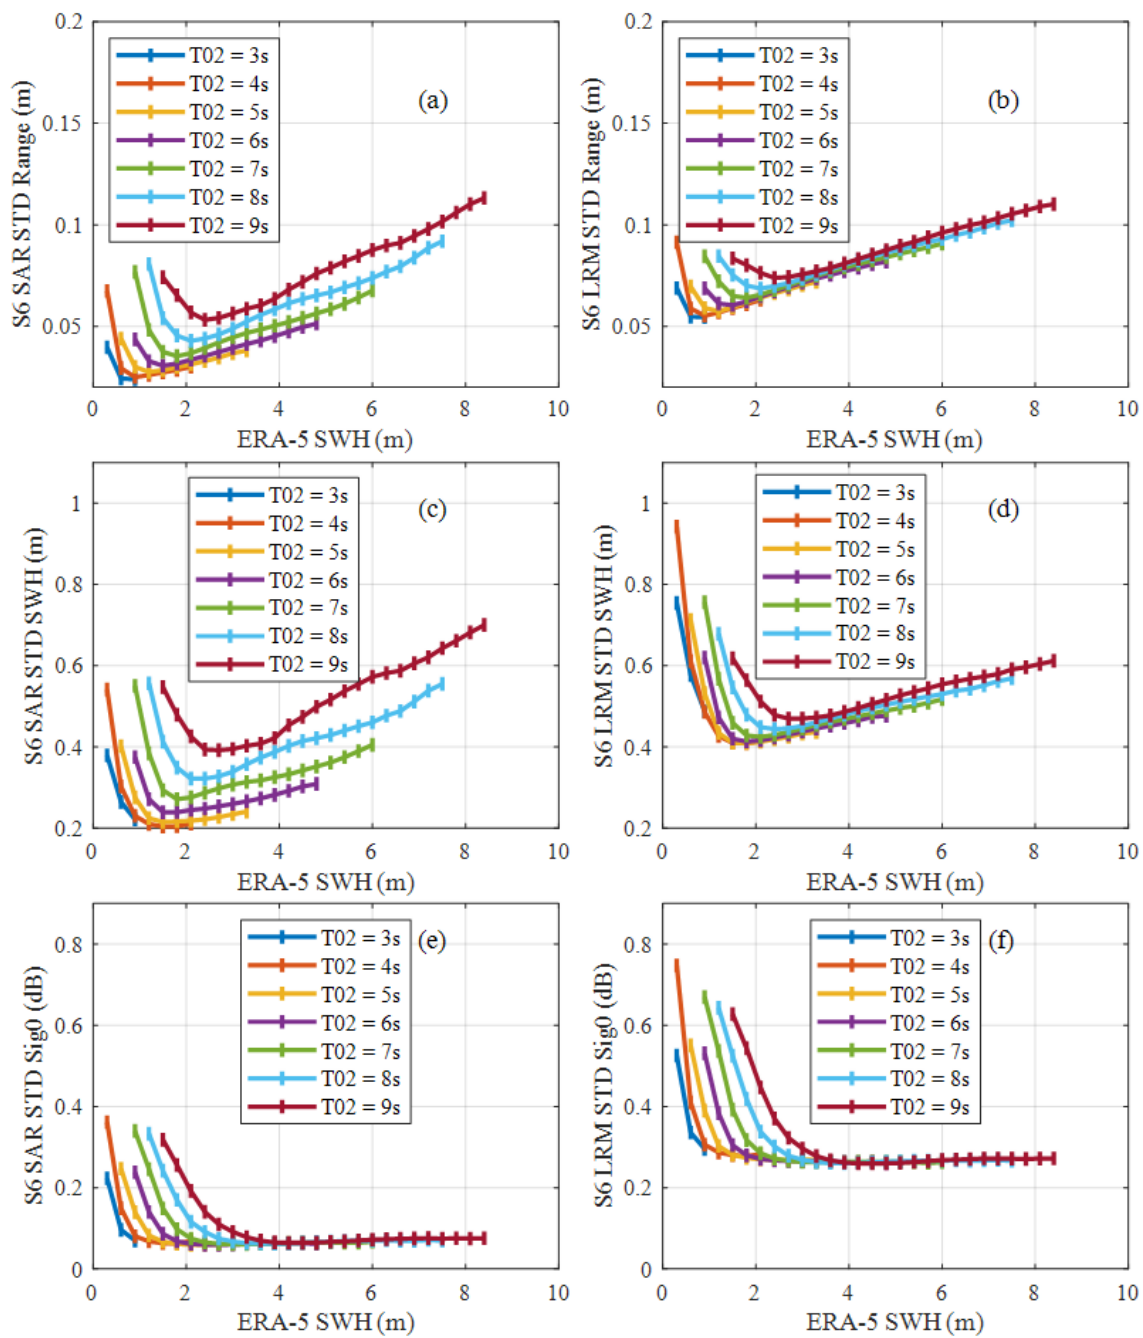 S6 SAR STD Range (m)
0.2
0.15
0.1
0.05
T02 = 3s
T02 = 4s
T02 = 5s
T02 = 6s
T02 = 7s
T02 = 8s
T02 = 9s
(a)
0 2 4 6 8 10
ERA-5 SWH (m)
S6 LRM STD Range (m)
0.2
0.15
0.1
0.05
T02 = 3s
T02 = 4s
T02 = 5s
T02 = 6s
T02 = 7s
T02 = 8s
T02 = 9s
(b)
0 2 4 6 8 10
ERA-5 SWH (m)
S6 SAR STD SWH (m)
1
0.8
0.6
0.4
0.2
T02 = 3s
T02 = 4s
T02 = 5s
T02 = 6s
T02 = 7s
T02 = 8s
T02 = 9s
(c)
0 2 4 6 8 10
ERA-5 SWH (m)
S6 LRM STD SWH (m)
1
0.8
0.6
0.4
0.2
T02 = 3s
T02 = 4s
T02 = 5s
T02 = 6s
T02 = 7s
T02 = 8s
T02 = 9s
(d)
0 2 4 6 8 10
ERA-5 SWH (m)
S6 SAR STD Sig0 (dB)
0.8
0.6
0.4
0.2
0
T02 = 3s
T02 = 4s
T02 = 5s
T02 = 6s
T02 = 7s
T02 = 8s
T02 = 9s
(e)
0 2 4 6 8 10
ERA-5 SWH (m)
S6 LRM STD Sig0 (dB)
0.8
0.6
0.4
0.2
0
T02 = 3s
T02 = 4s
T02 = 5s
T02 = 6s
T02 = 7s
T02 = 8s
T02 = 9s
(f)
0 2 4 6 8 10
ERA-5 SWH (m)